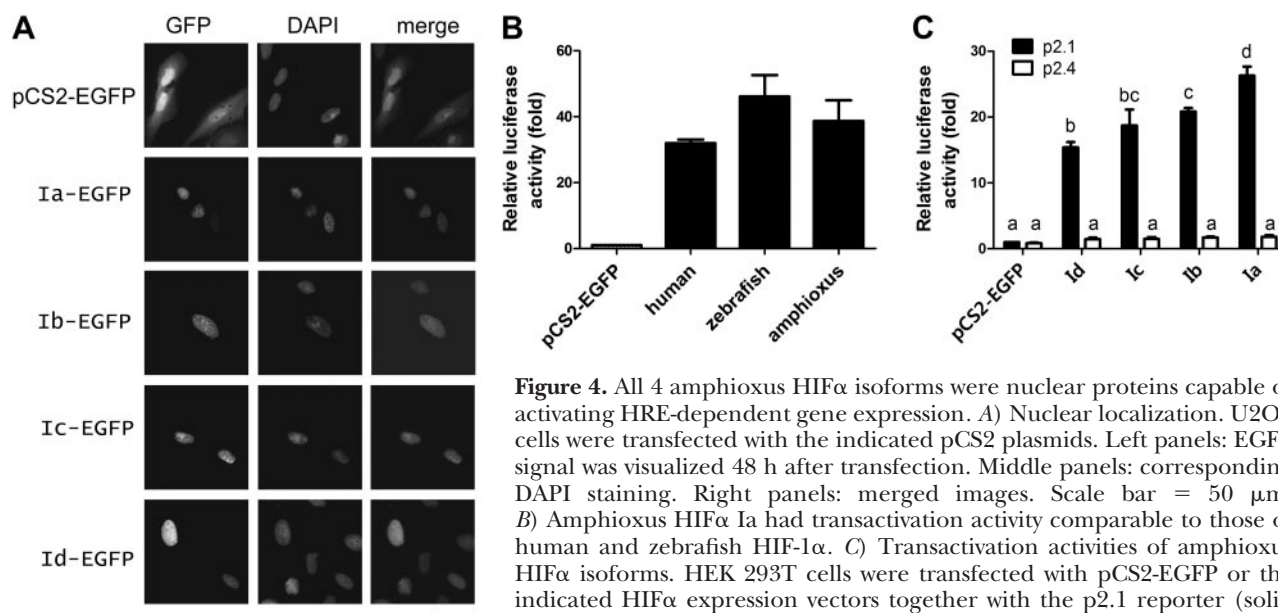 A
GFP DAPI merge
pCS2-EGFP
Ia-EGFP
Ib-EGFP
Ic-EGFP
Id-EGFP
B
Relative luciferase
activity (fold)
60
40
20
0
pCS2-EGFP
human
zebrafish
amphioxus
C
Relative luciferase
activity (fold)
30
20
10
0
p2.1
p2.4
a a b a bc a c a d a
pCS2-EGFP
Id
Ic
Ib
Ia
Figure 4. All 4 amphioxus HIFα isoforms were nuclear proteins capable o
activating HRE-dependent gene expression. A) Nuclear localization. U2O
cells were transfected with the indicated pCS2 plasmids. Left panels: EGF
signal was visualized 48 h after transfection. Middle panels: correspondin
DAPI staining. Right panels: merged images. Scale bar = 50 μm
B) Amphioxus HIFα Ia had transactivation activity comparable to those o
human and zebrafish HIF-1α. C) Transactivation activities of amphioxu
HIFα isoforms. HEK 293T cells were transfected with pCS2-EGFP or th
indicated HIFα expression vectors together with the p2.1 reporter (soli